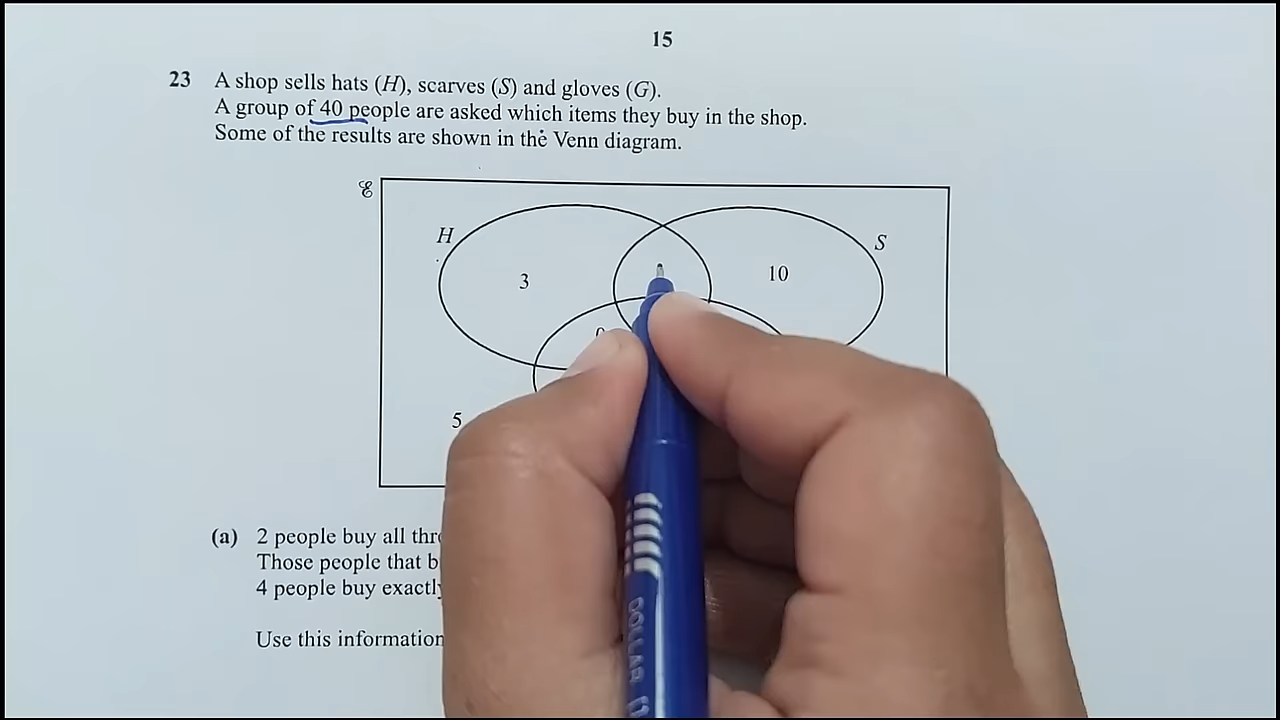 15
23 A shop sells hats (H), scarves (S) and gloves (G).
A group of 40 people are asked which items they buy in the shop.
Some of the results are shown in the Venn diagram.
ℰ
H
S
3
10
5
(a) 2 people buy all
Those people that
4 people buy
Use this information
DOLLAR